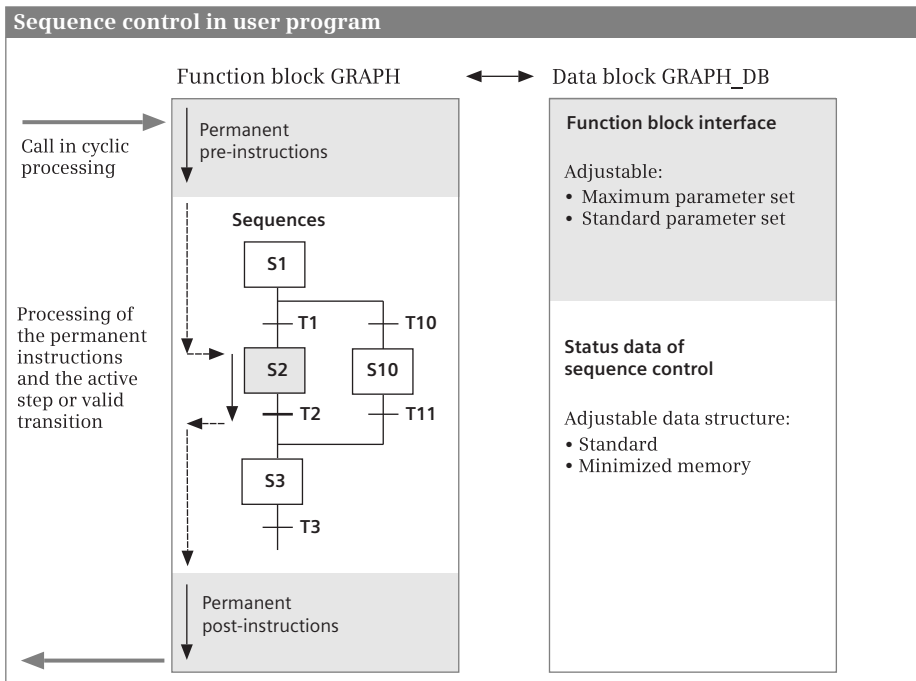 Sequence control in user program
Function block GRAPH
Data block GRAPH_DB
Call in cyclic
processing
Permanent
pre-instructions
Function block interface
Adjustable:
• Maximum parameter set
• Standard parameter set
Sequences
S1
T1
T10
Processing of
the permanent
instructions
and the active
step or valid
transition
S2
S10
T2
T11
S3
T3
Status data of
sequence control
Adjustable data structure:
• Standard
• Minimized memory
Permanent
post-instructions